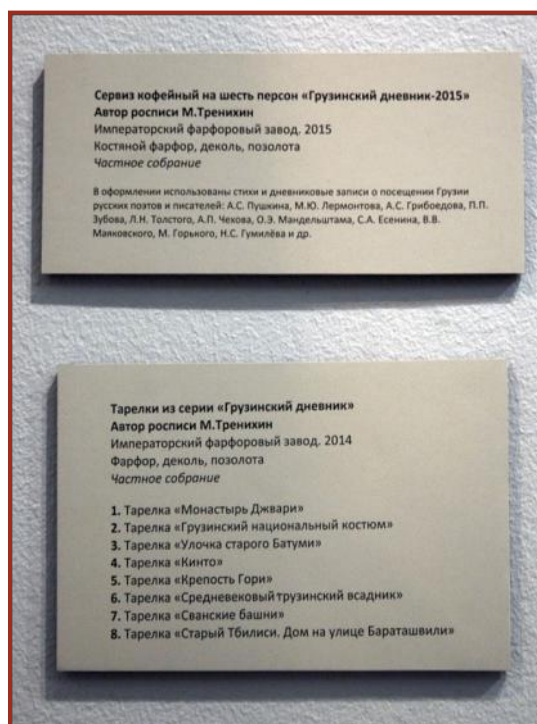 Сервиз кофейный на шесть персон «Грузинский дневник-2015»
Автор росписи М.Тренихин
Императорский фарфоровый завод. 2015
Костяной фарфор, деколь, позолота
Частное собрание
В оформлении использованы стихи и дневниковые записи о посещении Грузии
русских поэтов и писателей: А.С. Пушкина, М.Ю. Лермонтова, А.С. Грибоедова, П.П.
Зубова, Л.Н. Толстого, А.П. Чехова, О.Э. Мандельштама, С.А. Есенина, В.В.
Маяковского, М. Горького, Н.С. Гумилёва и др.
Тарелки из серии «Грузинский дневник»
Автор росписи М.Тренихин
Императорский фарфоровый завод. 2014
Фарфор, деколь, позолота
Частное собрание
1. Тарелка «Монастырь Джвари»
2. Тарелка «Грузинский национальный костюм»
3. Тарелка «Улочка старого Батуми»
4. Тарелка «Кинто»
5. Тарелка «Крепость Гори»
6. Тарелка «Средневековый грузинский всадник»
7. Тарелка «Сванские башни»
8. Тарелка «Старый Тбилиси. Дом на улице Бараташвили»